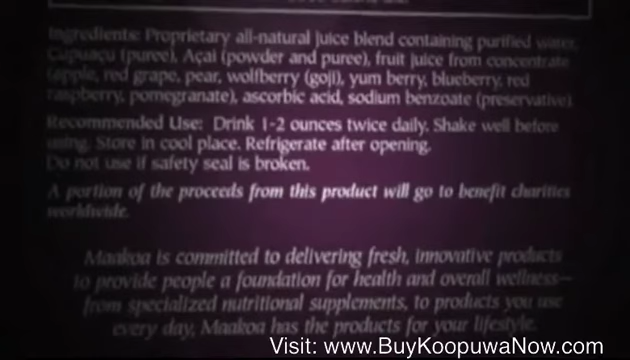 Ingredients: Proprietary all-natural juice blend containing purified water,
Cupuaçu (puree), Açai (powder and puree), fruit juice from concentrate
(apple, red grape, pear, wolfberry (goji), yum berry, blueberry, red
raspberry, pomegranate), ascorbic acid, sodium benzoate (preservative)
Recommended Use: Drink 1-2 ounces twice daily. Shake well before
using. Store in cool place. Refrigerate after opening.
Do not use if safety seal is broken.
A portion of the proceeds from this product will go to benefit charities
worldwide.
Maakoa is committed to delivering fresh, innovative products
to provide people a foundation for health and overall wellness—
from specialized nutritional supplements, to products you use
every day, Maakoa has the products for your lifestyle.
Visit: www.BuyKoopuwaNow.com